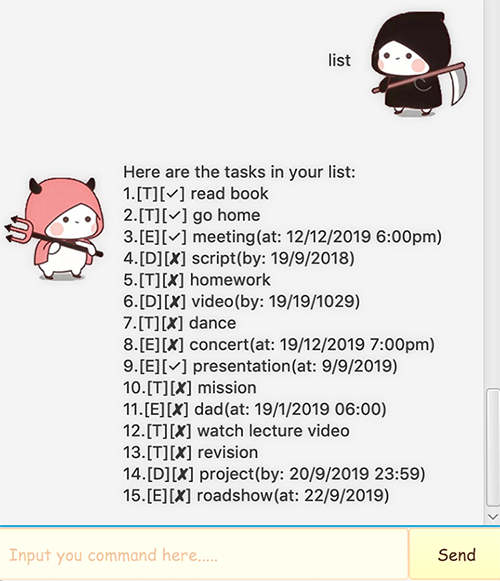 list
Here are the tasks in your list:
1.[T][✓] read book
2.[T][✓] go home
3.[E][✓] meeting(at: 12/12/2019 6:00pm)
4.[D][✘] script(by: 19/9/2018)
5.[T][✘] homework
6.[D][✘] video(by: 19/19/1029)
7.[T][✘] dance
8.[E][✘] concert(at: 19/12/2019 7:00pm)
9.[E][✓] presentation(at: 9/9/2019)
10.[T][✘] mission
11.[E][✘] dad(at: 19/1/2019 06:00)
12.[T][✘] watch lecture video
13.[T][✘] revision
14.[D][✘] project(by: 20/9/2019 23:59)
15.[E][✘] roadshow(at: 22/9/2019)
Input you command here.....
Send